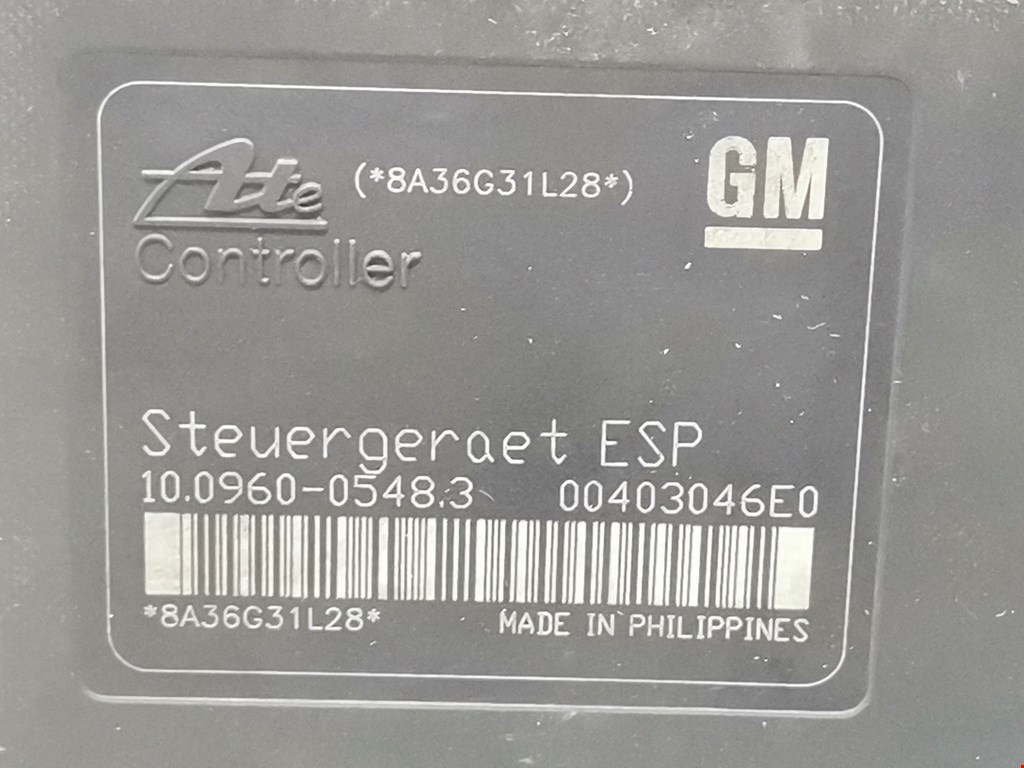 Ate (*8A36G31L28*) GM
Controller
Steuergeraet ESP
10.0960-0548.3 00403046E0
*8A36G31L28* MADE IN PHILIPPINES